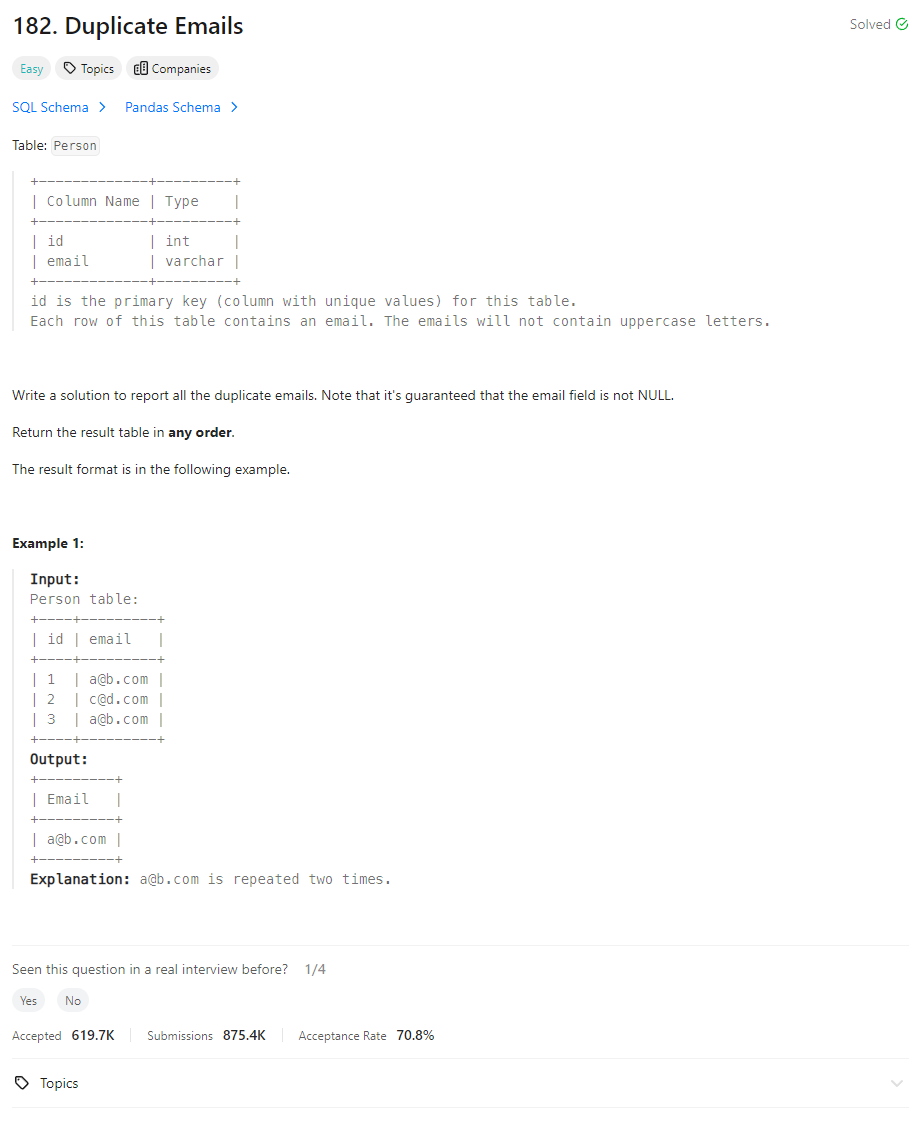 182. Duplicate Emails
Solved
Easy Topics Companies
SQL Schema > Pandas Schema >
Table: Person
+-------------+---------+
| Column Name | Type    |
+-------------+---------+
| id          | int     |
| email       | varchar |
+-------------+---------+
id is the primary key (column with unique values) for this table.
Each row of this table contains an email. The emails will not contain uppercase letters.
Write a solution to report all the duplicate emails. Note that it's guaranteed that the email field is not NULL.
Return the result table in any order.
The result format is in the following example.
Example 1:
Input:
Person table:
+----+---------+
| id | email   |
+----+---------+
| 1  | a@b.com |
| 2  | c@d.com |
| 3  | a@b.com |
+----+---------+
Output:
+---------+
| Email   |
+---------+
| a@b.com |
+---------+
Explanation: a@b.com is repeated two times.
Seen this question in a real interview before? 1/4
Yes No
Accepted 619.7K Submissions 875.4K Acceptance Rate 70.8%
Topics